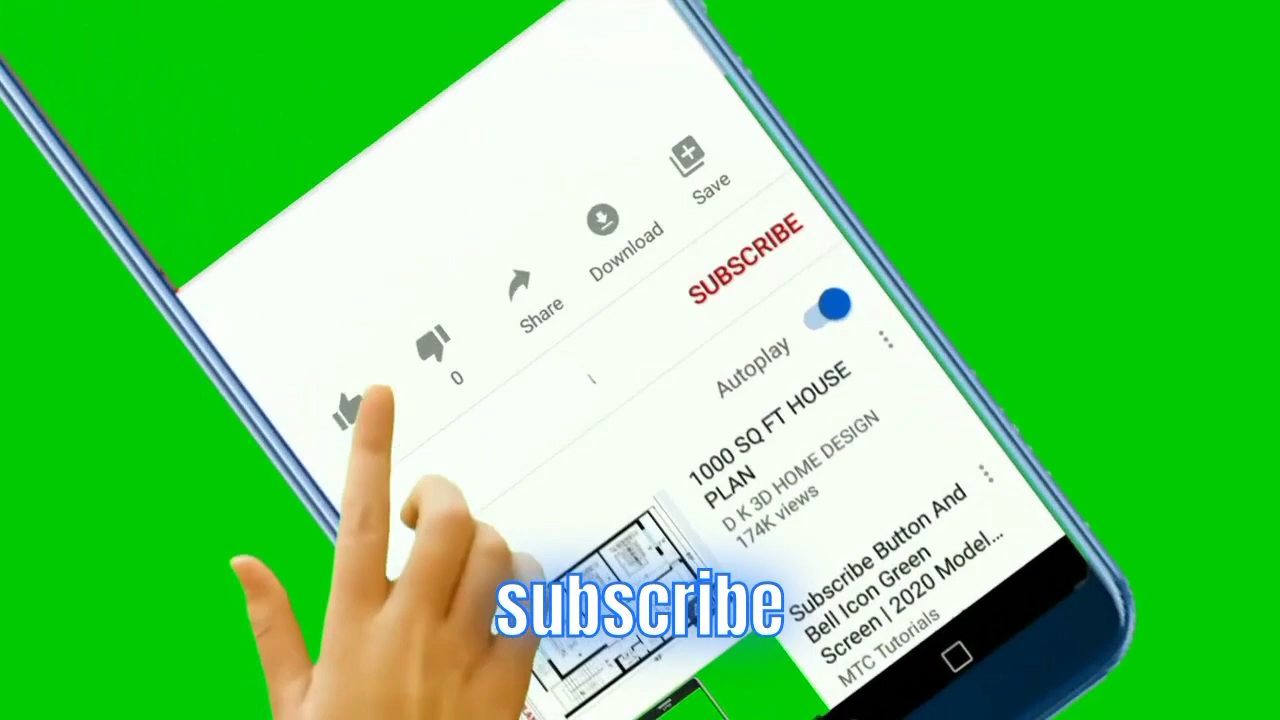 0
Share
Download
Save
SUBSCRIBE
Autoplay
1000 SQ FT HOUSE
PLAN
D K 3D HOME DESIGN
174K views
Subscribe Button And
Bell Icon Green
Screen | 2020 Model...
MTC Tutorials
subscribe